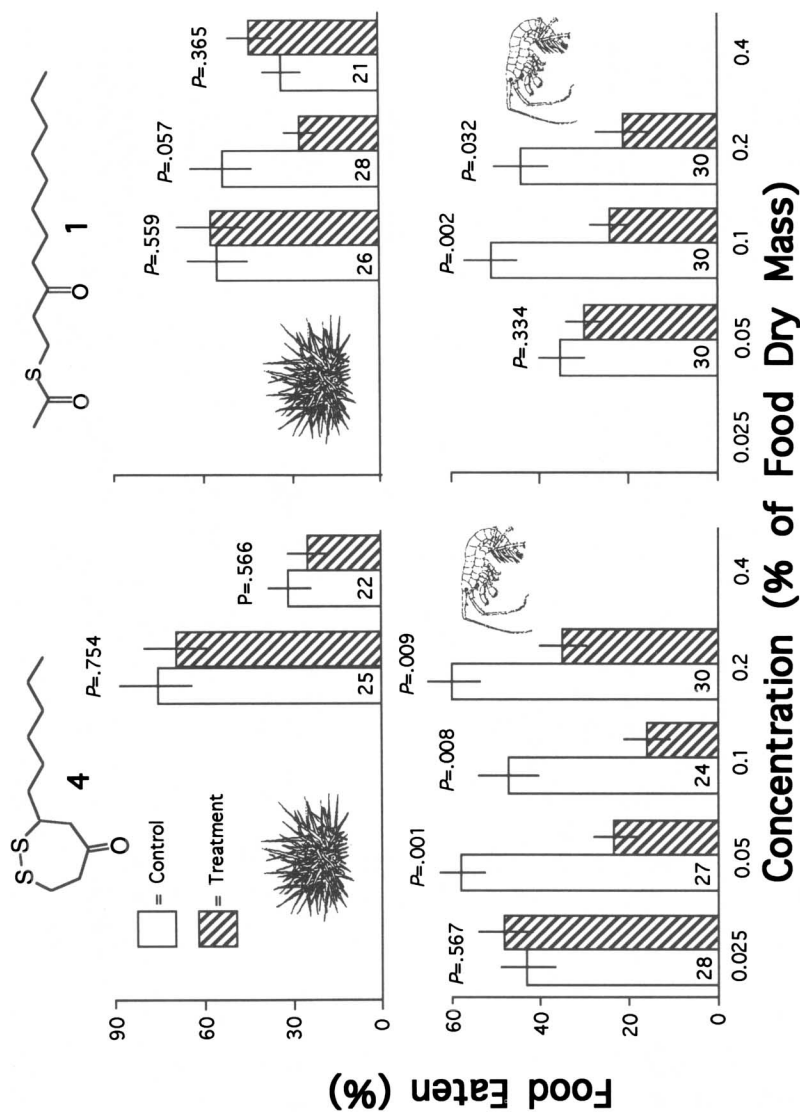 4
S-S
O
= Control
= Treatment
P=.754
25
P=.566
22
90
60
30
0
1
S
O
O
P=.559
26
P=.057
28
P=.365
21
Food Eaten (%)
P=.567
28
P=.001
27
P=.008
24
P=.009
30
60
40
20
0
0.025
0.05
0.1
0.2
0.4
P=.334
30
P=.002
30
P=.032
30
0.025
0.05
0.1
0.2
0.4
Concentration (% of Food Dry Mass)